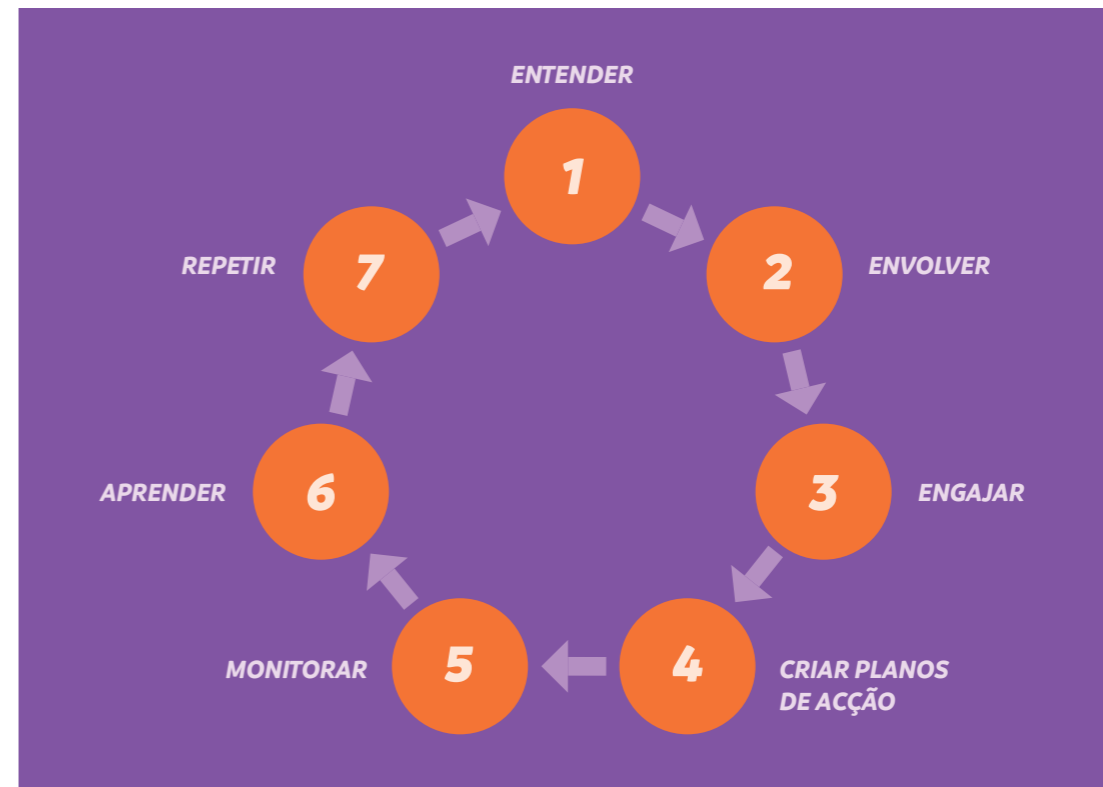 ENTENDER
1
2
ENVOLVER
3
ENGAJAR
4
CRIAR PLANOS
DE ACÇÃO
5
MONITORAR
6
APRENDER
7
REPETIR